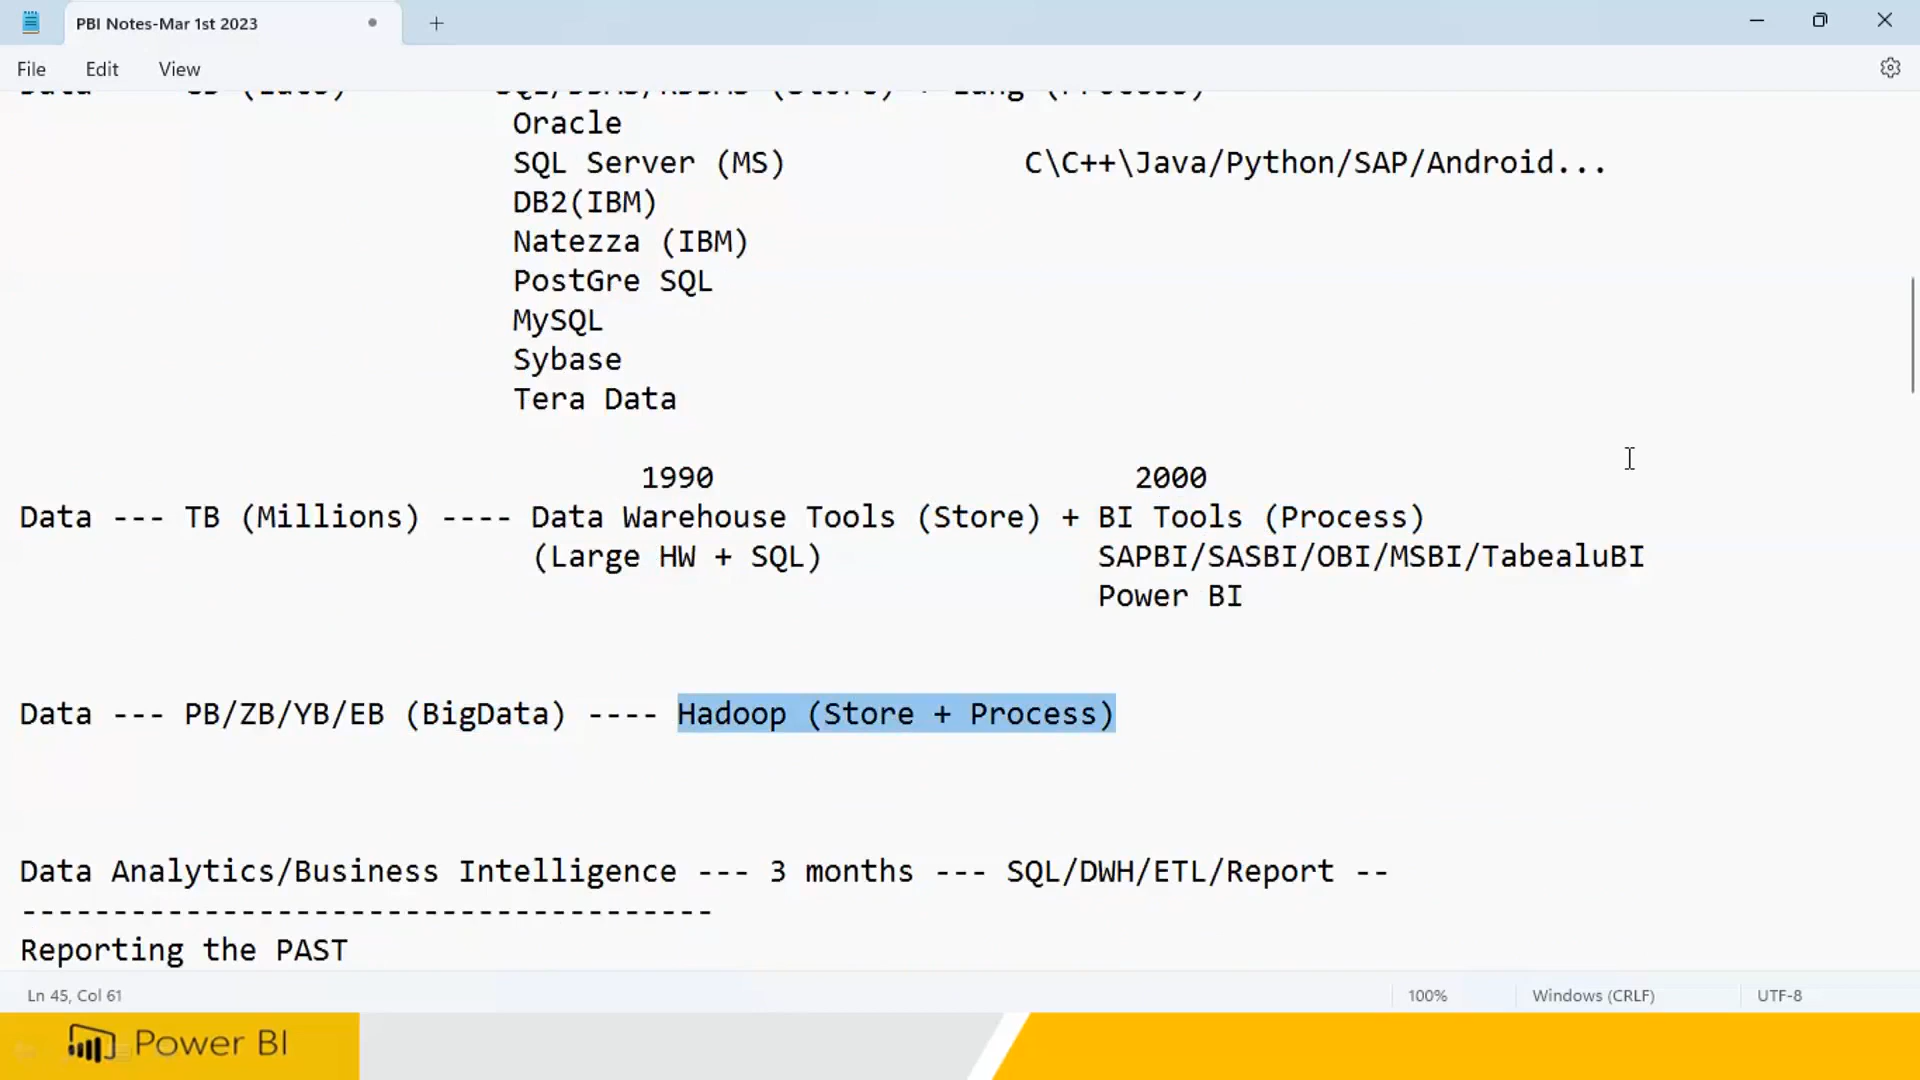 PBI Notes-Mar 1st 2023
File Edit View
Oracle
SQL Server (MS) C\C++\Java/Python/SAP/Android...
DB2(IBM)
Natezza (IBM)
PostGre SQL
MySQL
Sybase
Tera Data
1990 2000
Data --- TB (Millions) ---- Data Warehouse Tools (Store) + BI Tools (Process)
(Large HW + SQL) SAPBI/SASBI/OBI/MSBI/TabealuBI
Power BI
Data --- PB/ZB/YB/EB (BigData) ---- Hadoop (Store + Process)
Data Analytics/Business Intelligence --- 3 months --- SQL/DWH/ETL/Report --
--------------------------------------
Reporting the PAST
Ln 45, Col 61 100% Windows (CRLF) UTF-8
Power BI